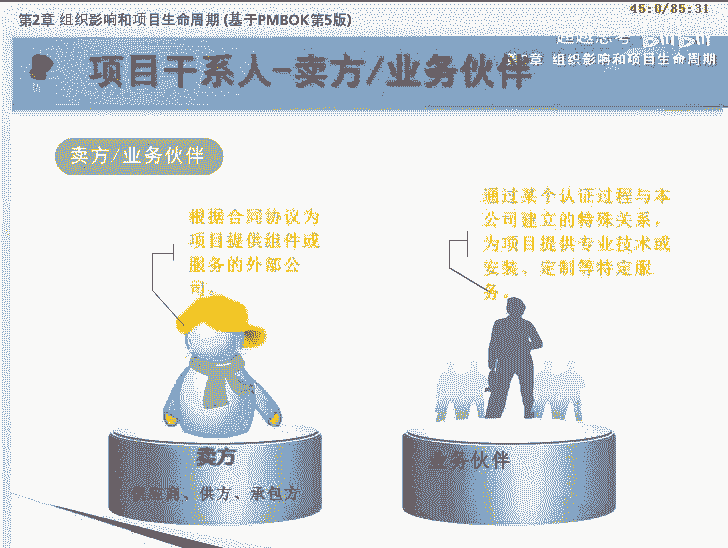 45:0/85:31
第2章 组织影响和项目生命周期 (基于PMBOK第5版)
bilibili
第2章 组织影响和项目生命周期
项目干系人-卖方/业务伙伴
卖方/业务伙伴
根据合同协议为
项目提供组件或
服务的外部公
司。
通过某个认证过程与本
公司建立的特殊关系，
为项目提供专业技术或
安装、定制等特定服
务。
卖方
供应商、供方、承包方
业务伙伴